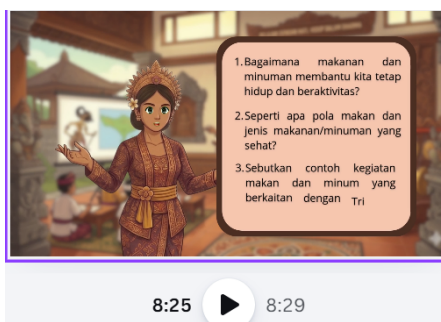 1. Bagaimana makanan dan
minuman membantu kita tetap
hidup dan beraktivitas?
2. Seperti apa pola makan dan
jenis makanan/minuman yang
sehat?
3. Sebutkan contoh kegiatan
makan dan minum yang
berkaitan dengan Tri
8:25 8:29